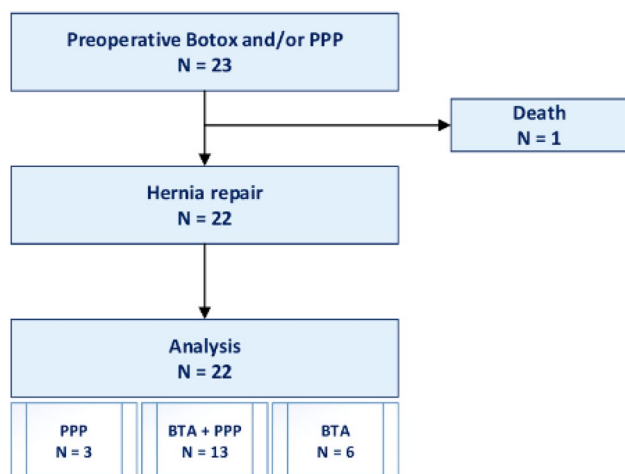 Preoperative Botox and/or PPP
N = 23
Death
N = 1
Hernia repair
N = 22
Analysis
N = 22
PPP
N = 3
BTA + PPP
N = 13
BTA
N = 6